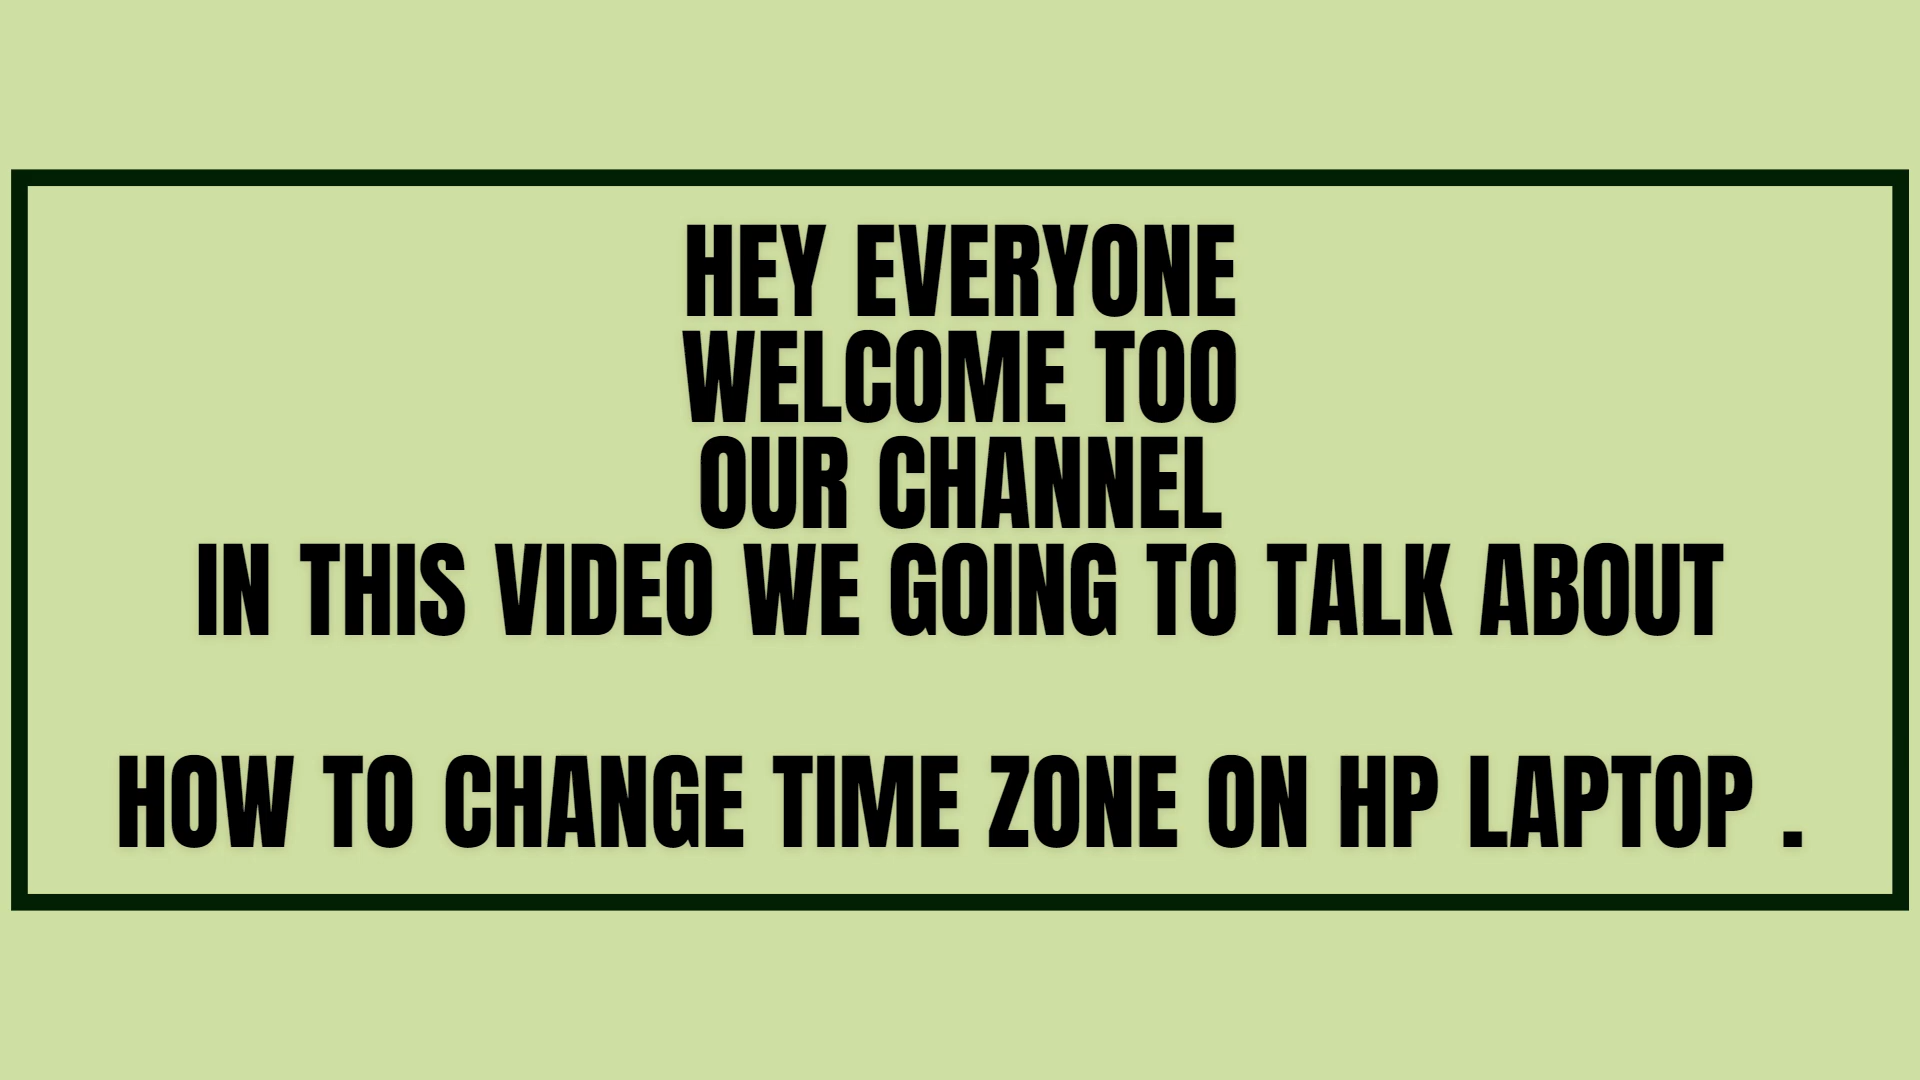 HEY EVERYONE
WELCOME TOO
OUR CHANNEL
IN THIS VIDEO WE GOING TO TALK ABOUT
HOW TO CHANGE TIME ZONE ON HP LAPTOP .